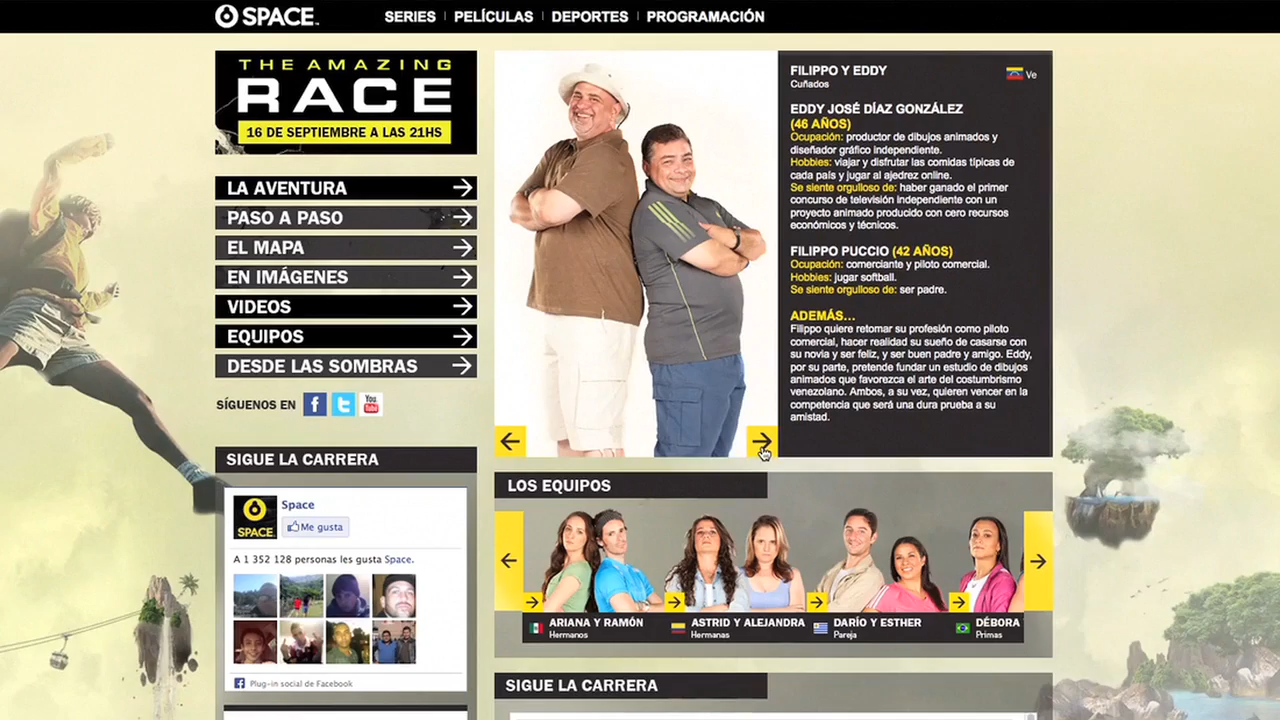 SPACE
SERIES PELÍCULAS DEPORTES PROGRAMACIÓN
THE AMAZING
RACE
16 DE SEPTIEMBRE A LAS 21HS
LA AVENTURA
PASO A PASO
EL MAPA
EN IMÁGENES
VIDEOS
EQUIPOS
DESDE LAS SOMBRAS
SÍGUENOS EN f t You Tube
SIGUE LA CARRERA
SPACE
Space
Me gusta
A 1 352 128 personas les gusta Space.
Plug-in social de Facebook
FILIPPO Y EDDY
Ve
Cuñados
EDDY JOSÉ DÍAZ GONZÁLEZ
(46 AÑOS)
Ocupación: productor de dibujos animados y
diseñador gráfico independiente.
Hobbies: viajar y disfrutar las comidas típicas de
cada país y jugar al ajedrez online.
Se siente orgulloso de: haber ganado el primer
concurso de televisión independiente con un
proyecto animado producido con cero recursos
económicos y técnicos.
FILIPPO PUCCIO (42 AÑOS)
Ocupación: comerciante y piloto comercial.
Hobbies: jugar softball.
Se siente orgulloso de: ser padre.
ADEMÁS...
Filippo quiere retomar su profesión como piloto
comercial, hacer realidad su sueño de casarse con
su novia y ser feliz, y ser buen padre y amigo. Eddy,
por su parte, pretende fundar un estudio de dibujos
animados que favorezca el arte del costumbrismo
venezolano. Ambos, a su vez, quieren vencer en la
competencia que será una dura prueba a su
amistad.
LOS EQUIPOS
ARIANA Y RAMÓN
Hermanos
ASTRID Y ALEJANDRA
Hermanas
DARÍO Y ESTHER
Pareja
DÉBORA
Primas
SIGUE LA CARRERA